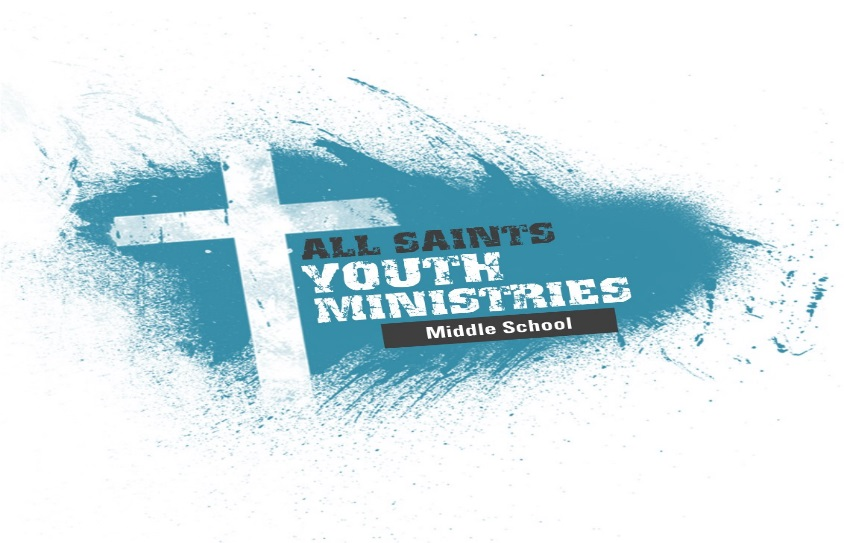 ALL SAINTS
YOUTH
MINISTRIES
Middle School